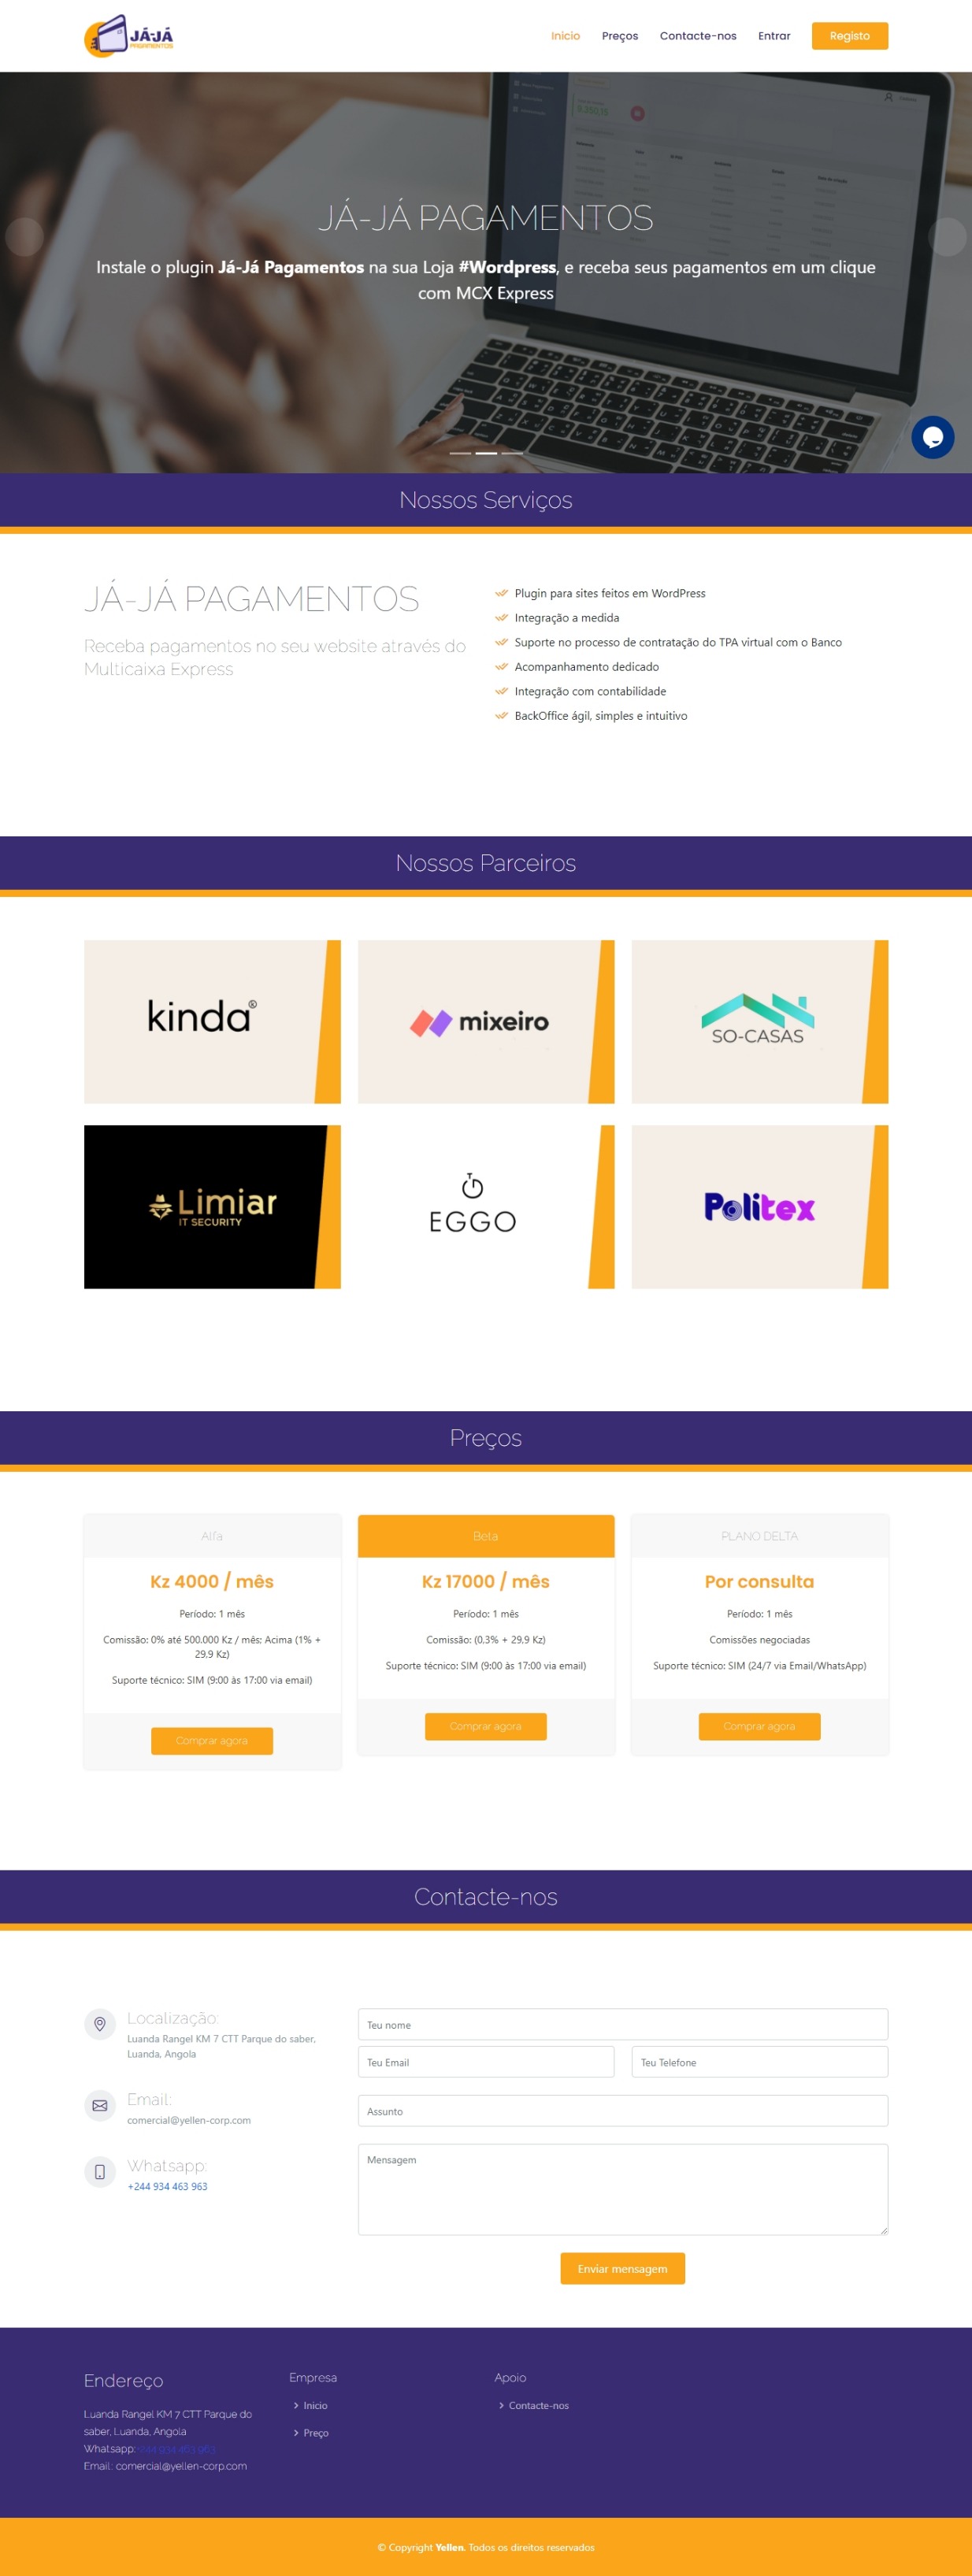 JÁ-JÁ
PAGAMENTOS
Inicio
Preços
Contacte-nos
Entrar
Registo
JÁ-JÁ PAGAMENTOS
Instale o plugin Já-Já Pagamentos na sua Loja #Wordpress, e receba seus pagamentos em um clique
com MCX Express
Nossos Serviços
JÁ-JÁ PAGAMENTOS
Receba pagamentos no seu website através do
Multicaixa Express
Plugin para sites feitos em WordPress
Integração a medida
Suporte no processo de contratação do TPA virtual com o Banco
Acompanhamento dedicado
Integração com contabilidade
BackOffice ágil, simples e intuitivo
Nossos Parceiros
kinda®
mixeiro
SO-CASAS
Limiar
IT SECURITY
EGGO
Politex
Preços
Alfa
Kz 4000 / mês
Período: 1 mês
Comissão: 0% até 500.000 Kz / mês: Acima (1% +
29,9 Kz)
Suporte técnico: SIM (9:00 às 17:00 via email)
Comprar agora
Beta
Kz 17000 / mês
Período: 1 mês
Comissão: (0,3% + 29,9 Kz)
Suporte técnico: SIM (9:00 às 17:00 via email)
Comprar agora
PLANO DELTA
Por consulta
Período: 1 mês
Comissões negociadas
Suporte técnico: SIM (24/7 via Email/WhatsApp)
Comprar agora
Contacte-nos
Localização:
Luanda Rangel KM 7 CTT Parque do saber,
Luanda, Angola
Email:
comercial@yellen-corp.com
Whatsapp:
+244 934 463 963
Teu nome
Teu Email
Teu Telefone
Assunto
Mensagem
Enviar mensagem
Endereço
Luanda Rangel KM 7 CTT Parque do
saber, Luanda, Angola
Whatsapp: +244 934 463 963
Email: comercial@yellen-corp.com
Empresa
Inicio
Preço
Apoio
Contacte-nos
© Copyright Yellen. Todos os direitos reservados